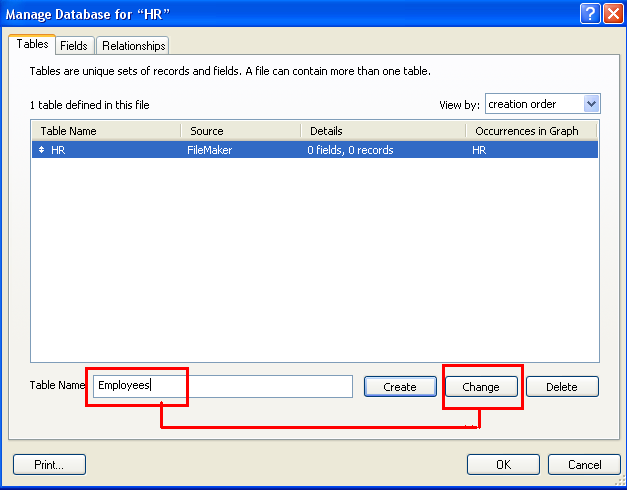 Manage Database for “HR”
Tables Fields Relationships
Tables are unique sets of records and fields. A file can contain more than one table.
1 table defined in this file View by: creation order
Table Name Source Details Occurrences in Graph
HR FileMaker 0 fields, 0 records HR
Table Name Employees Create Change Delete
Print... OK Cancel